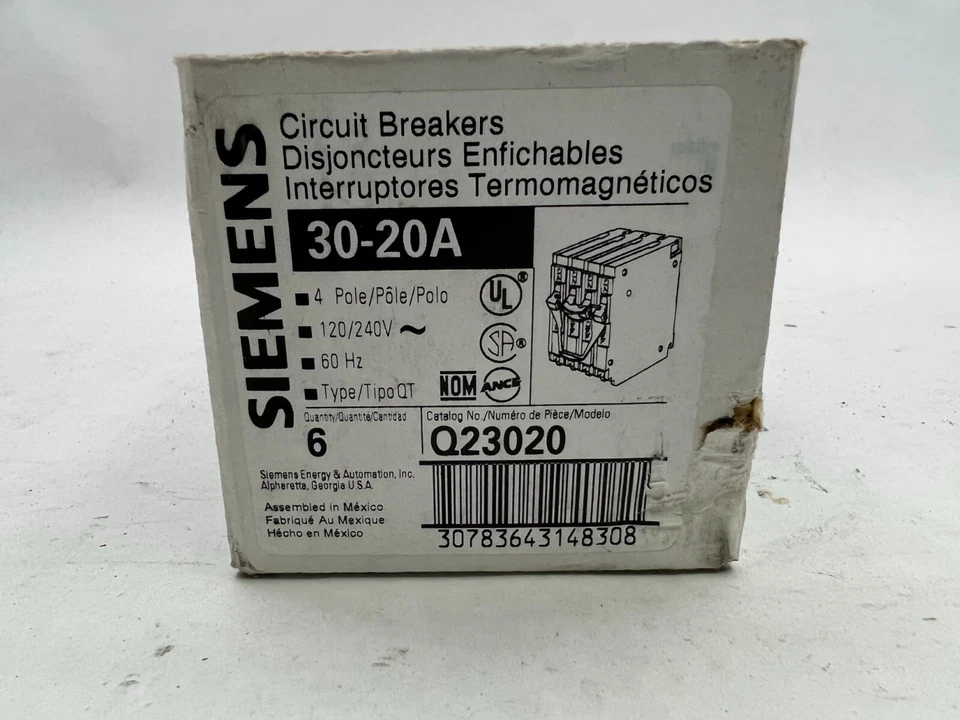 SIEMENS
Circuit Breakers
Disjoncteurs Enfichables
Interruptores Termomagnéticos
30-20A
4 Pole/Pôle/Polo
120/240V ~
60 Hz
Type/Tipo QT
UL ®
SA ®
NOM ANCE
Quantity/Quantité/Cantidad
6
Catalog No./Numéro de Pièce/Modelo
Q23020
Siemens Energy & Automation, Inc.
Alpharetta, Georgia U.S.A.
Assembled in México
Fabriqué Au Mexique
Hécho en México
30783643148308